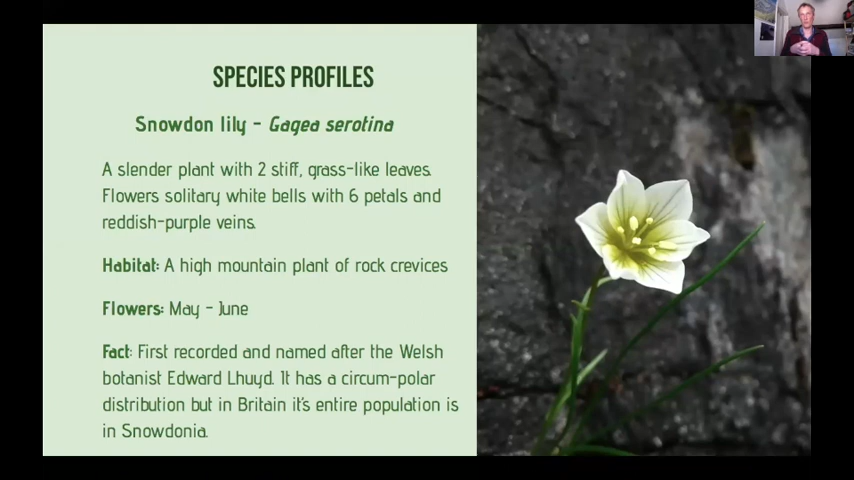 SPECIES PROFILES
Snowdon lily - Gagea serotina
A slender plant with 2 stiff, grass-like leaves.
Flowers solitary white bells with 6 petals and
reddish-purple veins.
Habitat: A high mountain plant of rock crevices
Flowers: May - June
Fact: First recorded and named after the Welsh
botanist Edward Lhuyd. It has a circum-polar
distribution but in Britain it's entire population is
in Snowdonia.